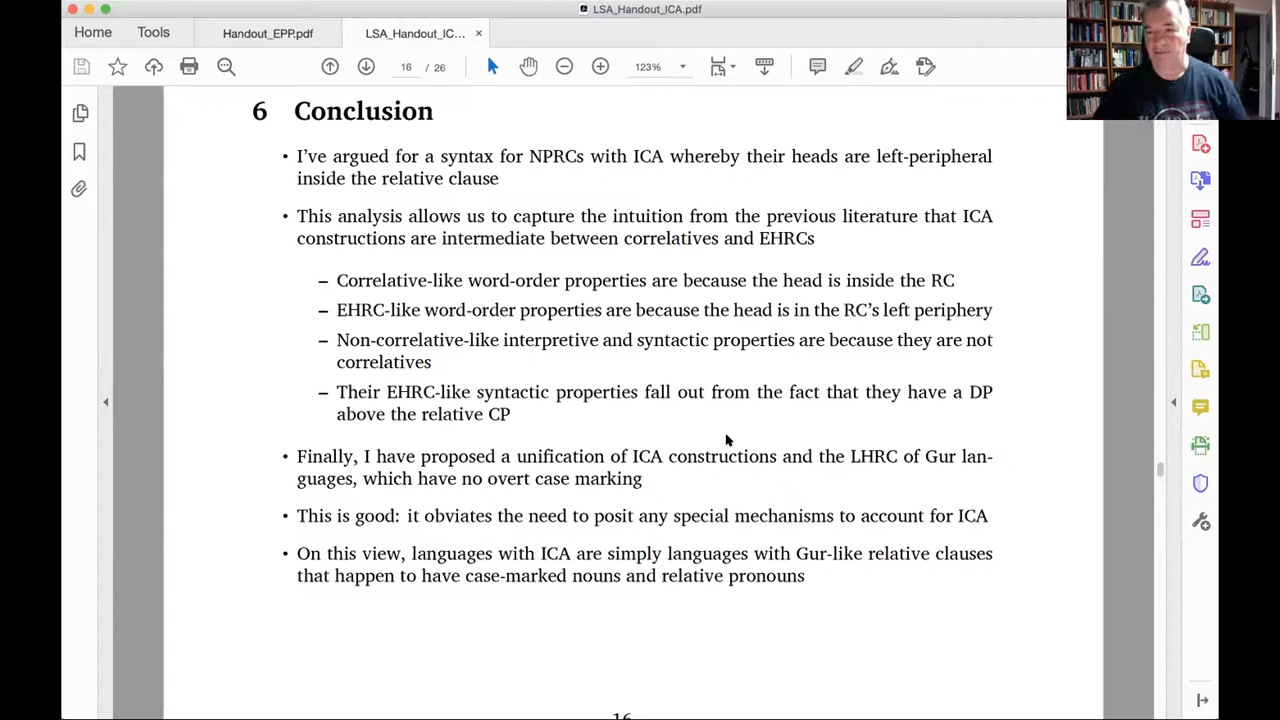 LSA_Handout_ICA.pdf
Home Tools Handout_EPP.pdf LSA_Handout_IC... ×
16 / 26 123%
6 Conclusion
• I've argued for a syntax for NPRCs with ICA whereby their heads are left-peripheral
inside the relative clause
• This analysis allows us to capture the intuition from the previous literature that ICA
constructions are intermediate between correlatives and EHRCs
– Correlative-like word-order properties are because the head is inside the RC
– EHRC-like word-order properties are because the head is in the RC's left periphery
– Non-correlative-like interpretive and syntactic properties are because they are not
correlatives
– Their EHRC-like syntactic properties fall out from the fact that they have a DP
above the relative CP
• Finally, I have proposed a unification of ICA constructions and the LHRC of Gur lan-
guages, which have no overt case marking
• This is good: it obviates the need to posit any special mechanisms to account for ICA
• On this view, languages with ICA are simply languages with Gur-like relative clauses
that happen to have case-marked nouns and relative pronouns
16